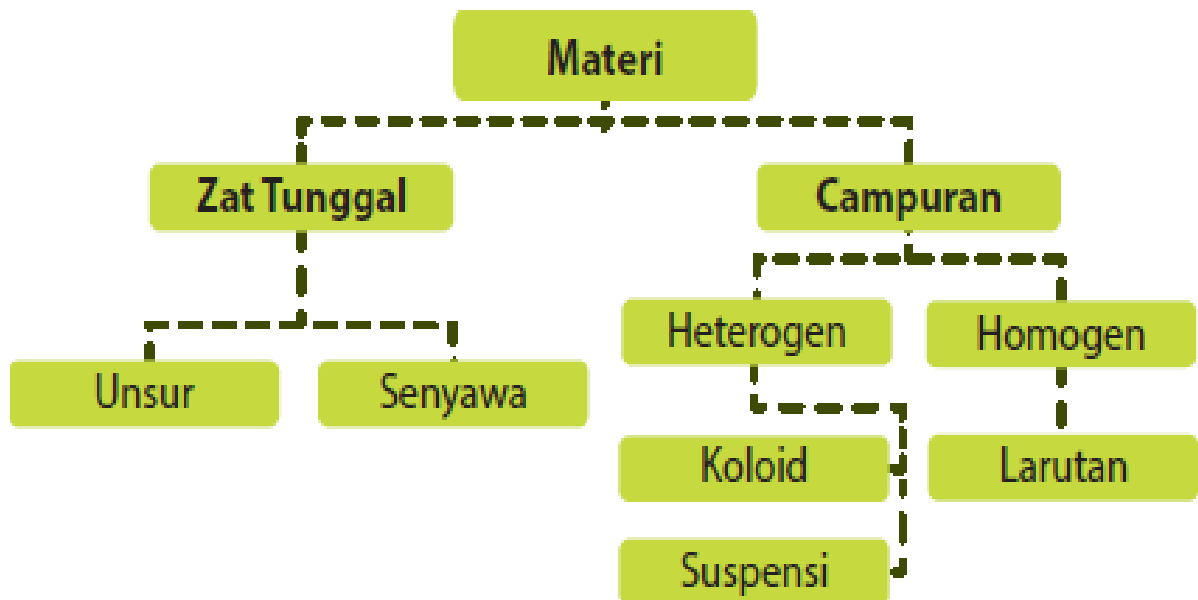 Materi
Zat Tunggal
Campuran
Heterogen
Homogen
Unsur
Senyawa
Koloid
Larutan
Suspensi